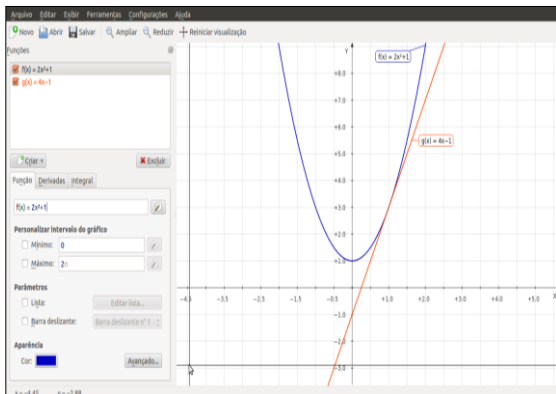 Arquivo Editar Exibir Ferramentas Configurações Ajuda
Novo Abrir Salvar Ampliar Reduzir Reiniciar visualização
Funções
f(x) = 2x²+1
g(x) = 4x−1
Criar
Excluir
Função Derivadas Integral
f(x) = 2x²+1
Personalizar intervalo do gráfico
Mínimo: 0
Máximo: 2π
Parâmetros
Lista: Editar lista...
Barra deslizante: Barra deslizante n° 1
Aparência
Cor: Avançado...
Y
f(x) = 2x²+1
+8.0
+7.0
+6.0
g(x) = 4x−1
+5.0
+4.0
+3.0
+2.0
+1.0
X
−4.5 −3.5 −2.5 −1.5 −0.5 +1.0 +2.0 +3.0 +4.0 +5.0
−1.0
−2.0
−3.0